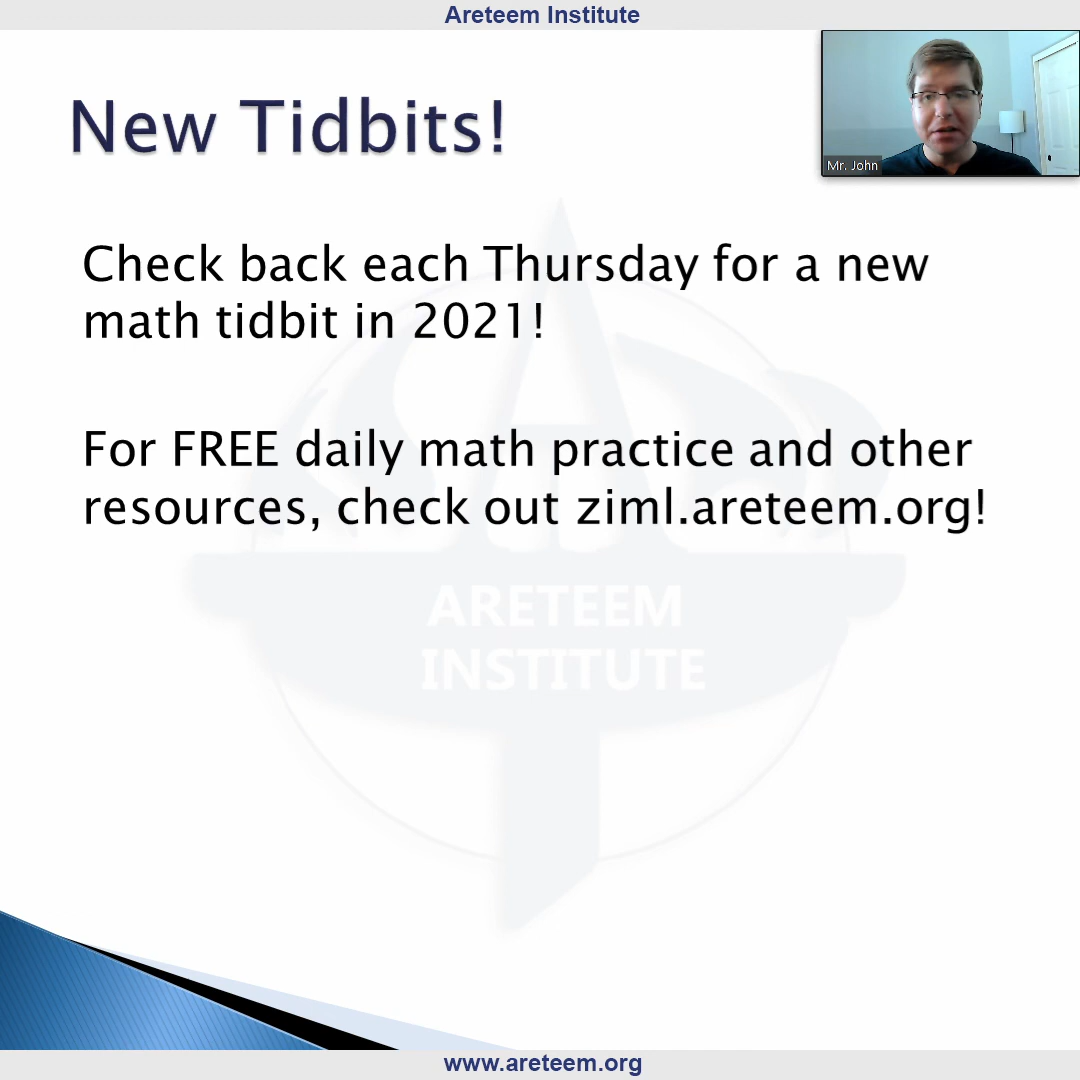 Areteem Institute
New Tidbits!
Mr. John
Check back each Thursday for a new
math tidbit in 2021!
For FREE daily math practice and other
resources, check out ziml.areteem.org!
ARETEEM
INSTITUTE
www.areteem.org